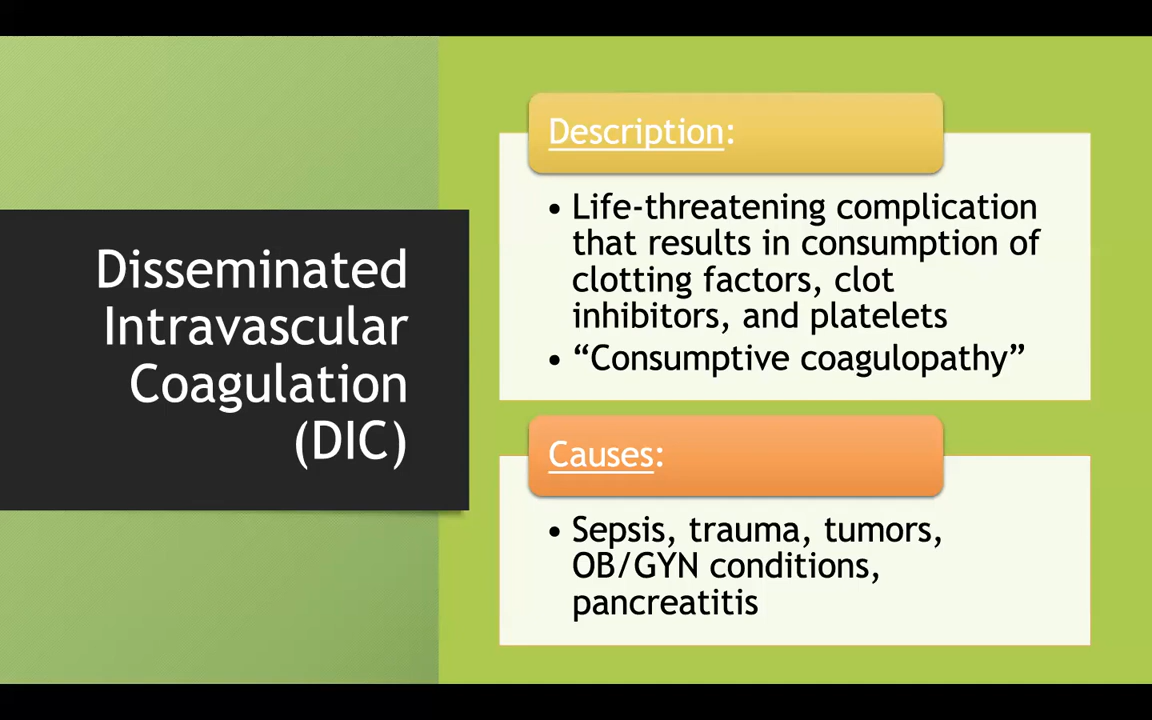 Disseminated
Intravascular
Coagulation
(DIC)
Description:
• Life-threatening complication
that results in consumption of
clotting factors, clot
inhibitors, and platelets
• “Consumptive coagulopathy”
Causes:
• Sepsis, trauma, tumors,
OB/GYN conditions,
pancreatitis